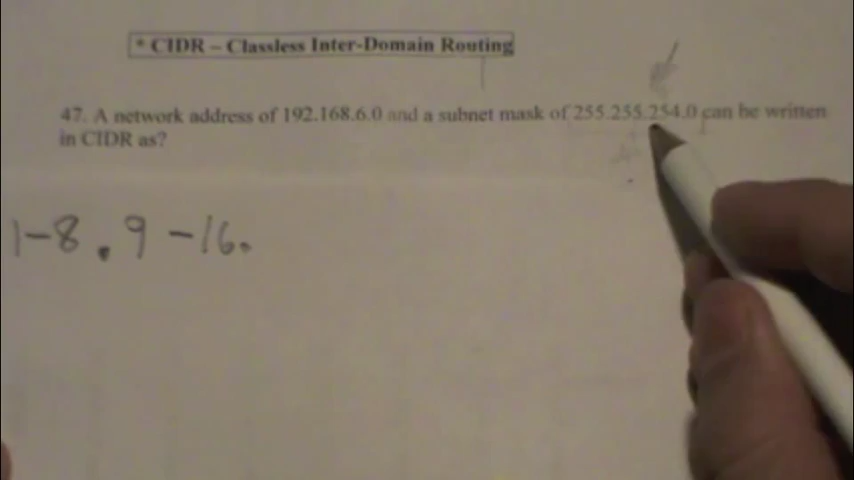 * CIDR – Classless Inter-Domain Routing
47. A network address of 192.168.6.0 and a subnet mask of 255.255.254.0 can be written
in CIDR as?
1-8 . 9 -16.